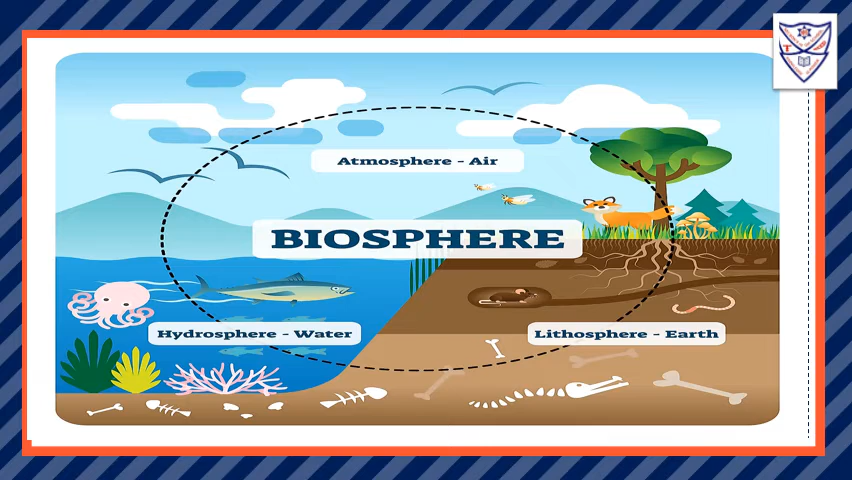 Atmosphere - Air
BIOSPHERE
Hydrosphere - Water
Lithosphere - Earth